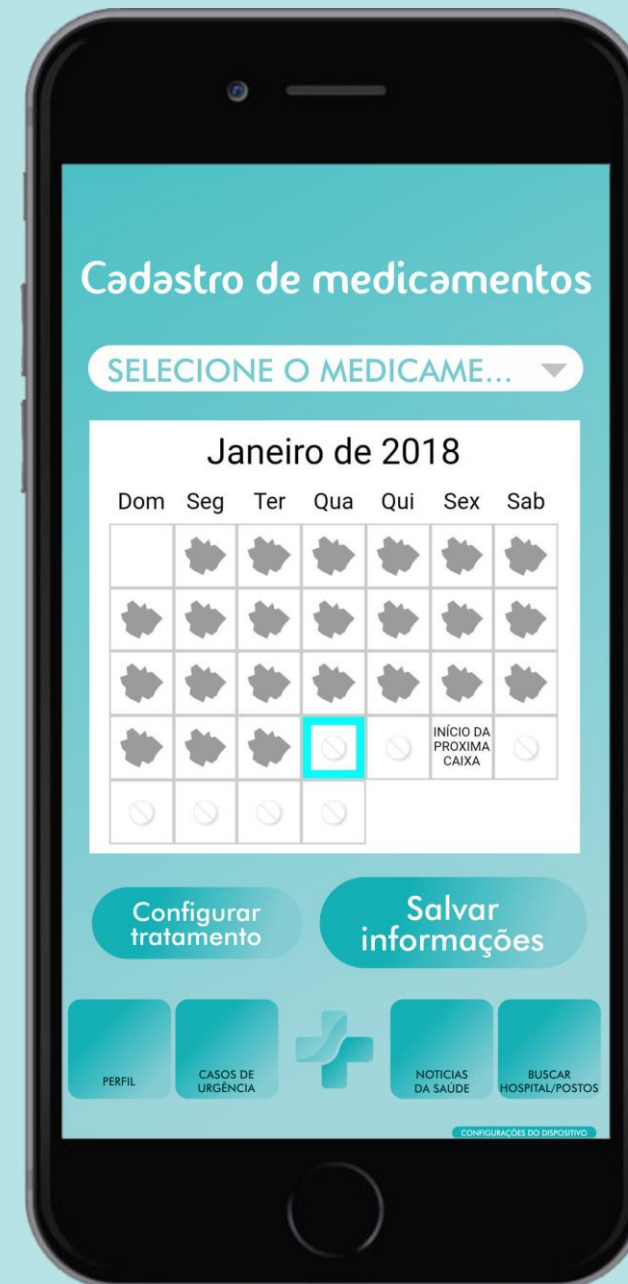 Cadastro de medicamentos
SELECIONE O MEDICAME...
Janeiro de 2018
Dom Seg Ter Qua Qui Sex Sab
INÍCIO DA
PROXIMA
CAIXA
Configurar
tratamento
Salvar
informações
PERFIL
CASOS DE
URGÊNCIA
NOTICIAS
DA SAÚDE
BUSCAR
HOSPITAL/POSTOS
CONFIGURAÇÕES DO DISPOSITIVO